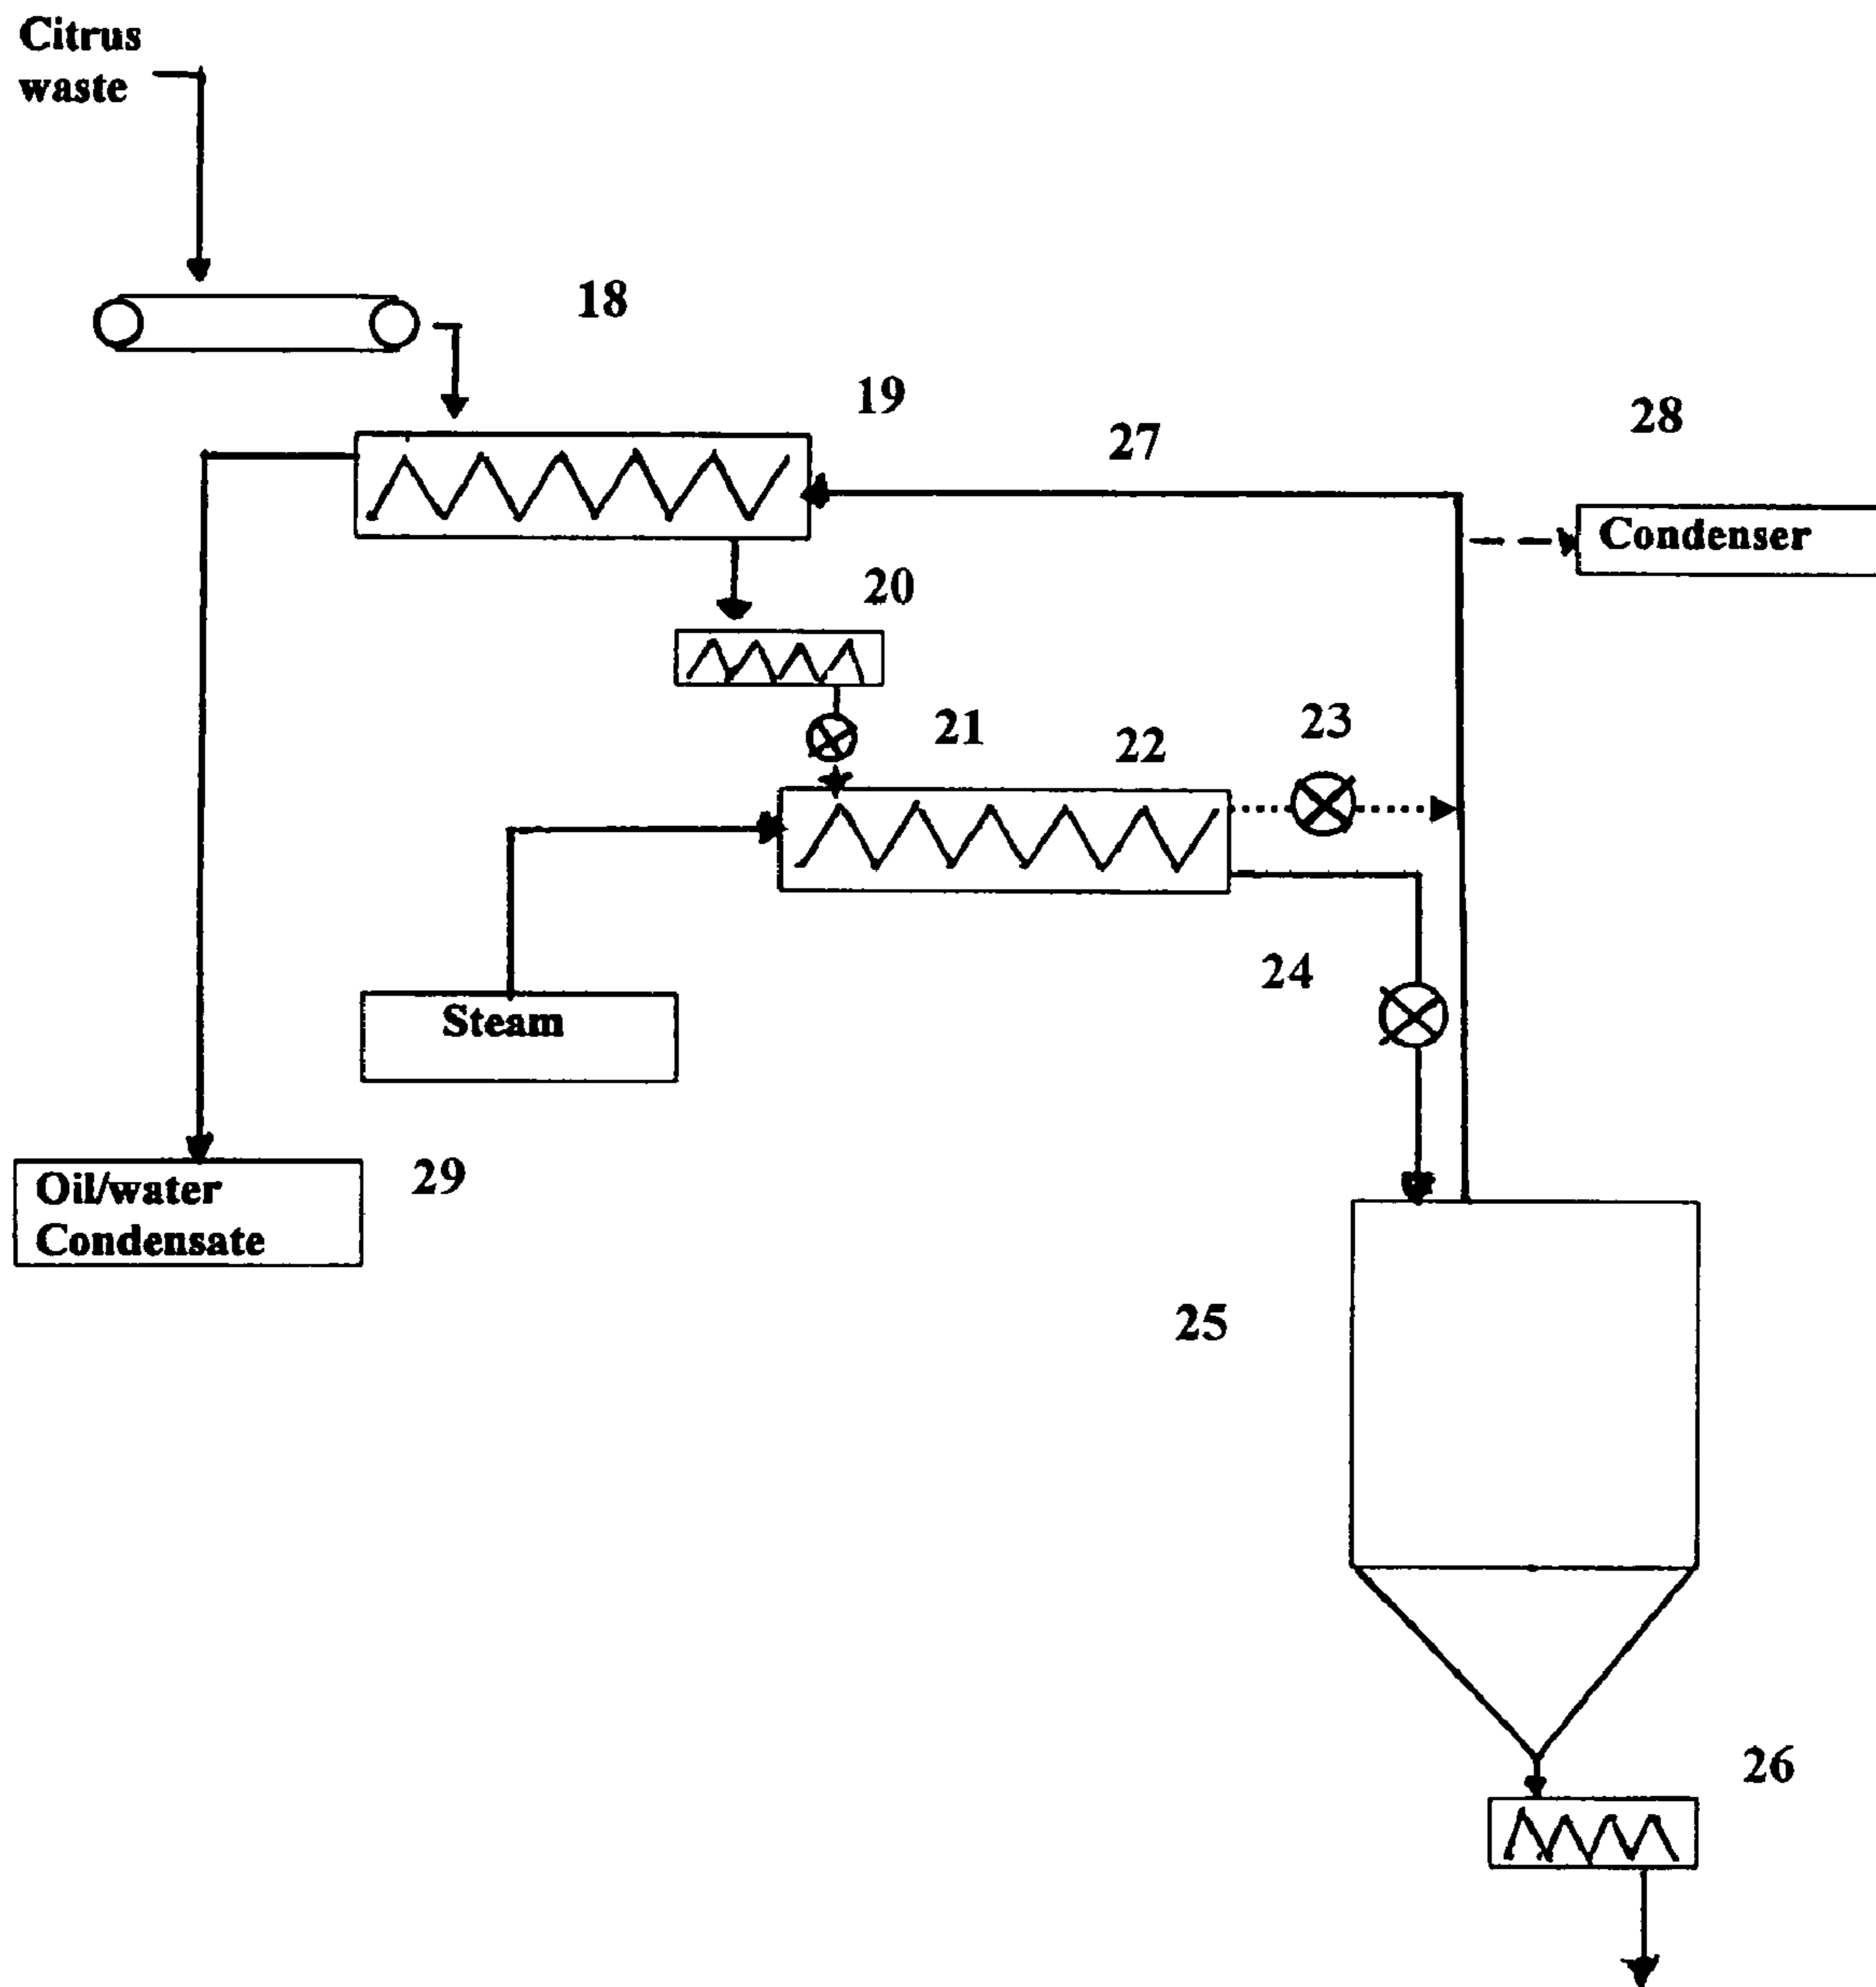 Citrus
waste
18
19
27
28
Condenser
20
21
22
23
24
Steam
29
Oil/water
Condensate
25
26